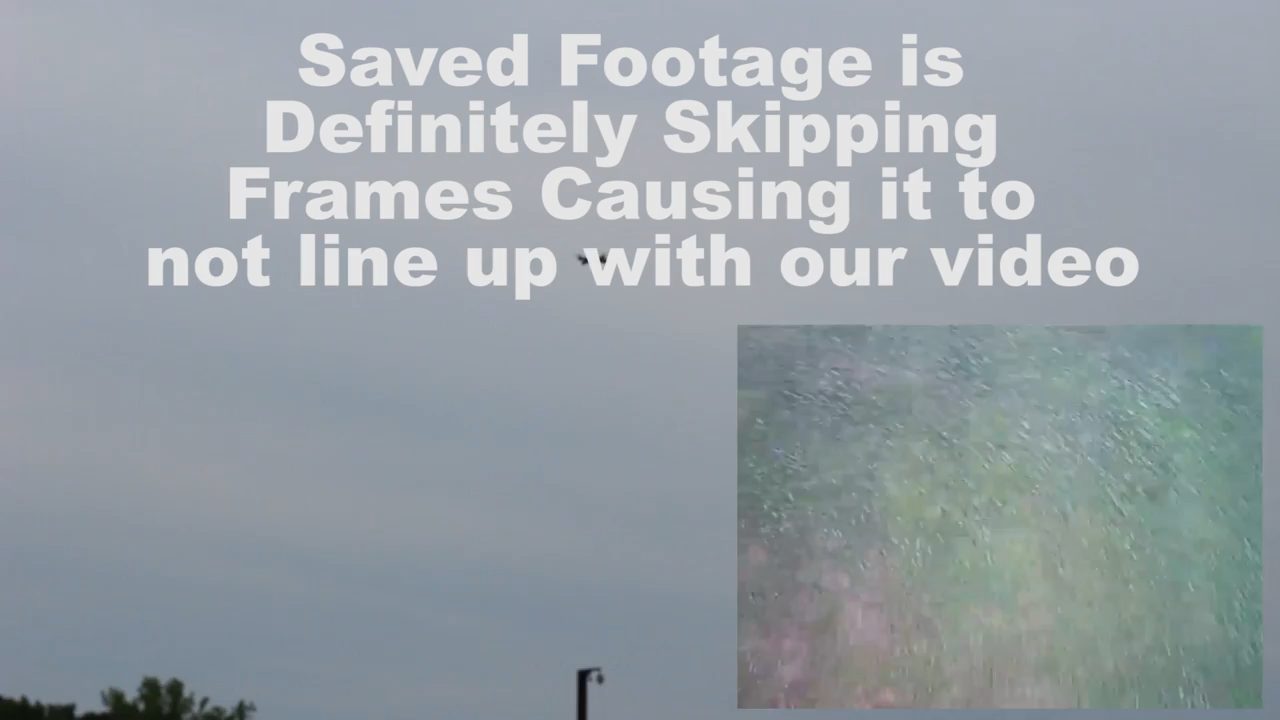 Saved Footage is
Definitely Skipping
Frames Causing it to
not line up with our video